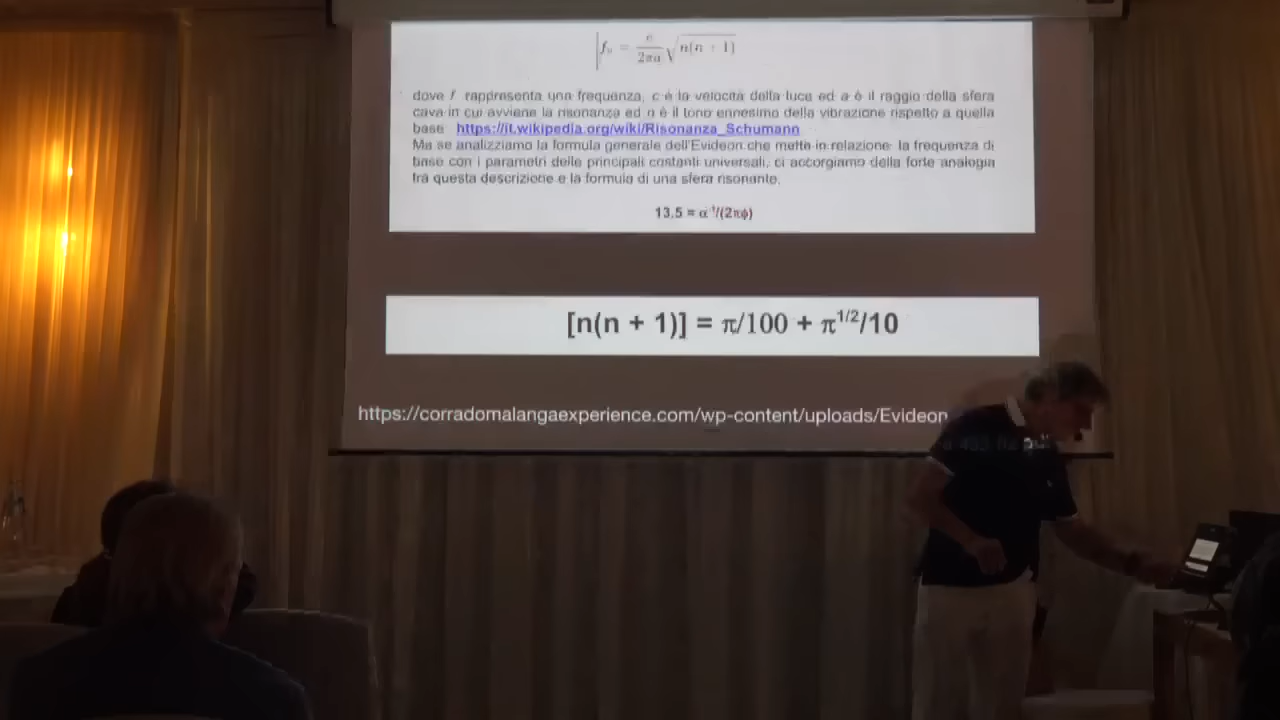 fₙ = c / 2πa √n(n + 1)
dove f rappresenta una frequenza, c è la velocità della luce ed a è il raggio della sfera
cava in cui avviene la risonanza ed n è il tono ennesimo della vibrazione rispetto a quella
base https://it.wikipedia.org/wiki/Risonanza_Schumann
Ma se analizziamo la formula generale dell'Evideon che mette in relazione la frequenza di
base con i parametri delle principali costanti universali, ci accorgiamo della forte analogia
fra questa descrizione e la formula di una sfera risonante.
13,5 = α⁻¹/(2πφ)
[n(n + 1)] = π/100 + π^1/2/10
https://corradomalangaexperience.com/wp-content/uploads/Evideon